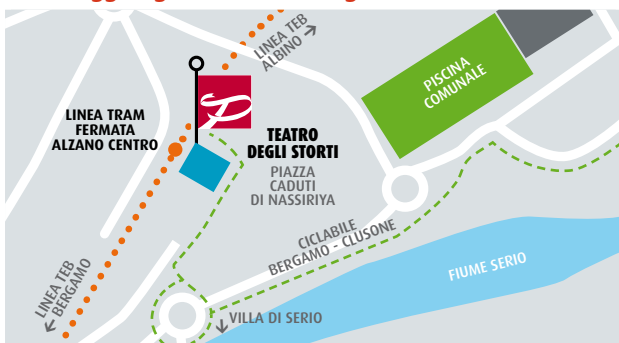 LINEA TEB
ALBINO
PISCINA
COMUNALE
LINEA TRAM
FERMATA
ALZANO CENTRO
TEATRO
DEGLI STORTI
PIAZZA
CADUTI
DI NASSIRIYA
CICLABILE
BERGAMO - CLUSONE
FIUME SERIO
LINEA TEB
BERGAMO
VILLA DI SERIO